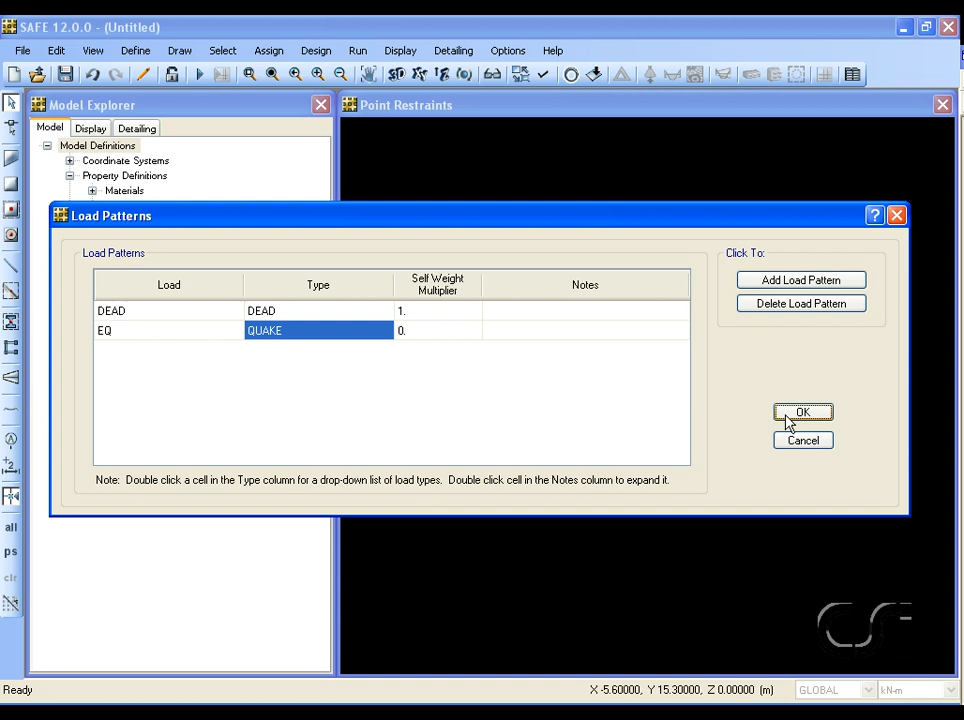 SAFE 12.0.0 - (Untitled)
File Edit View Define Draw Select Assign Design Run Display Detailing Options Help
Model Explorer
Point Restraints
Model Display Detailing
Model Definitions
Coordinate Systems
Property Definitions
Materials
Load Patterns
Load Patterns
Click To:
Load Type Self Weight Multiplier Notes
DEAD DEAD 1.
EQ QUAKE 0.
Add Load Pattern
Delete Load Pattern
OK
Cancel
Note: Double click a cell in the Type column for a drop-down list of load types. Double click cell in the Notes column to expand it.
all
ps
clr
CSI
Ready
X -5.60000, Y 15.30000, Z 0.00000 (m)
GLOBAL
kN-m